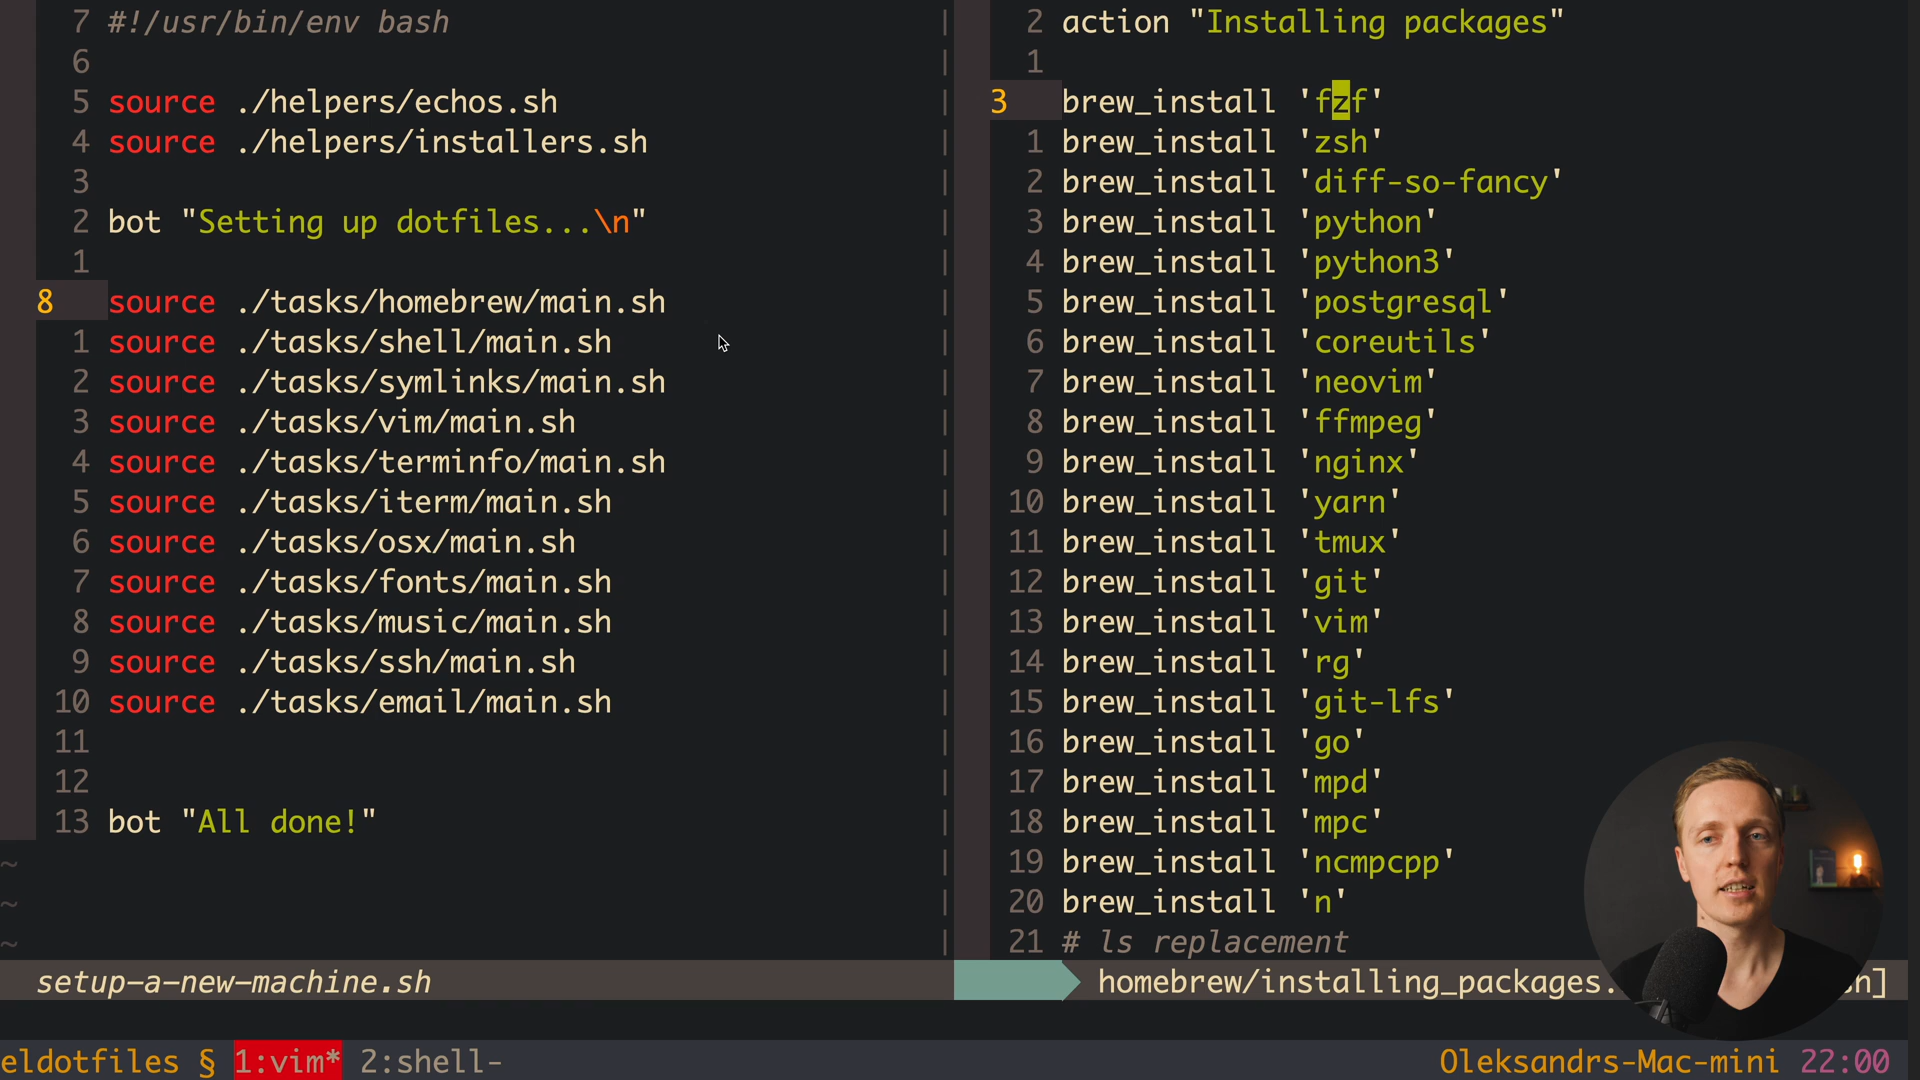 7 #!/usr/bin/env bash
6
5 source ./helpers/echos.sh
4 source ./helpers/installers.sh
3
2 bot "Setting up dotfiles...\n"
1
8 source ./tasks/homebrew/main.sh
1 source ./tasks/shell/main.sh
2 source ./tasks/symlinks/main.sh
3 source ./tasks/vim/main.sh
4 source ./tasks/terminfo/main.sh
5 source ./tasks/iterm/main.sh
6 source ./tasks/osx/main.sh
7 source ./tasks/fonts/main.sh
8 source ./tasks/music/main.sh
9 source ./tasks/ssh/main.sh
10 source ./tasks/email/main.sh
11
12
13 bot "All done!"
~
~
~
setup-a-new-machine.sh
2 action "Installing packages"
1
3 brew_install 'fzf'
1 brew_install 'zsh'
2 brew_install 'diff-so-fancy'
3 brew_install 'python'
4 brew_install 'python3'
5 brew_install 'postgresql'
6 brew_install 'coreutils'
7 brew_install 'neovim'
8 brew_install 'ffmpeg'
9 brew_install 'nginx'
10 brew_install 'yarn'
11 brew_install 'tmux'
12 brew_install 'git'
13 brew_install 'vim'
14 brew_install 'rg'
15 brew_install 'git-lfs'
16 brew_install 'go'
17 brew_install 'mpd'
18 brew_install 'mpc'
19 brew_install 'ncmpcpp'
20 brew_install 'n'
21 # ls replacement
homebrew/installing_packages.
eldotfiles § 1:vim* 2:shell-
Oleksandrs-Mac-mini 22:00